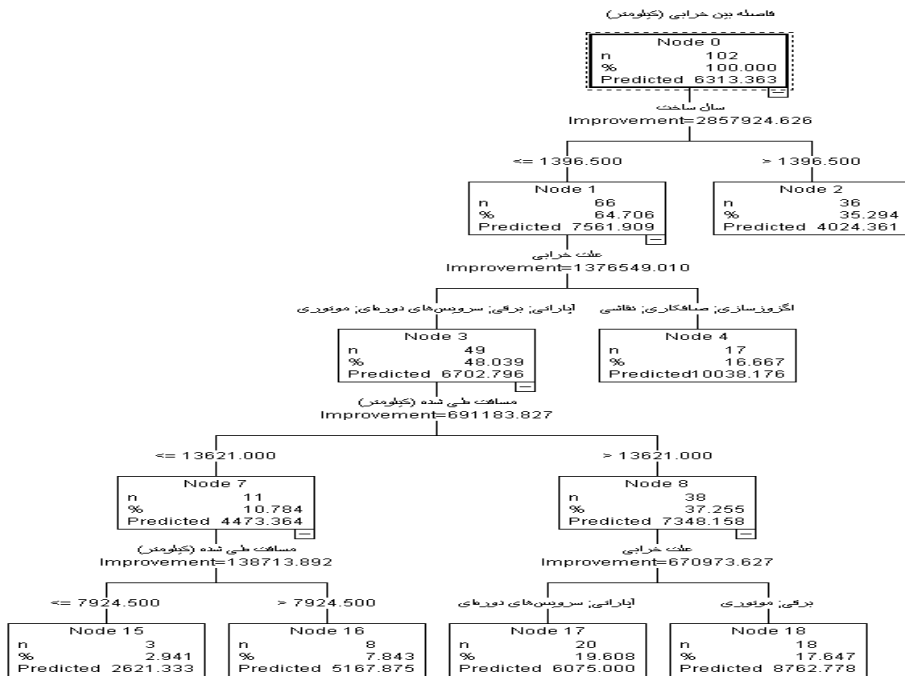 فاصله بین خرابی (کیلومتر)
Node 0
n 102
% 100.000
Predicted 6313.363
سال ساخت
Improvement=2857924.626
<= 1396.500
> 1396.500
Node 1
n 66
% 64.706
Predicted 7561.909
Node 2
n 36
% 35.294
Predicted 4024.361
علت خرابی
Improvement=1376549.010
آپاراتی; برقی; سرویس‌های دوره‌ای; موتوری
اگزوزسازی; صافکاری; نقاشی
Node 3
n 49
% 48.039
Predicted 6702.796
Node 4
n 17
% 16.667
Predicted10038.176
مسافت طی شده (کیلومتر)
Improvement=691183.827
<= 13621.000
> 13621.000
Node 7
n 11
% 10.784
Predicted 4473.364
Node 8
n 38
% 37.255
Predicted 7348.158
مسافت طی شده (کیلومتر)
Improvement=138713.892
علت خرابی
Improvement=670973.627
<= 7924.500
> 7924.500
آپاراتی; سرویس‌های دوره‌ای
برقی; موتوری
Node 15
n 3
% 2.941
Predicted 2621.333
Node 16
n 8
% 7.843
Predicted 5167.875
Node 17
n 20
% 19.608
Predicted 6075.000
Node 18
n 18
% 17.647
Predicted 8762.778